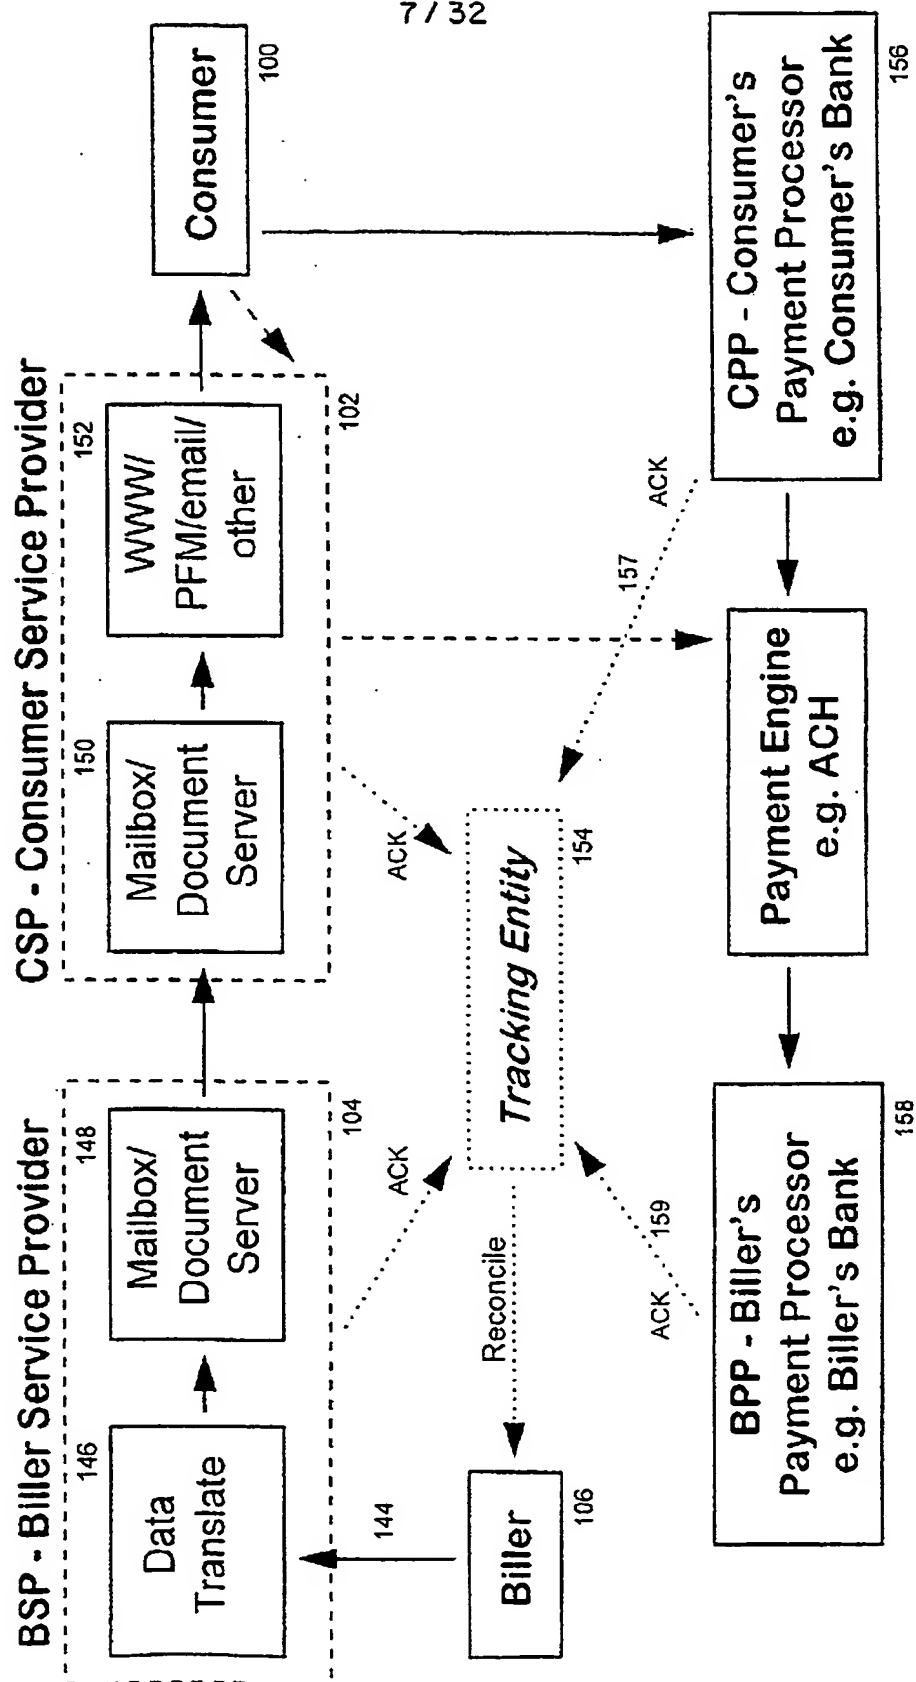 7/32
BSP - Biller Service Provider
146
Data
Translate
148
Mailbox/
Document
Server
104
CSP - Consumer Service Provider
150
Mailbox/
Document
Server
152
WWW/
PFM/email/
other
102
Consumer
100
144
Biller
106
Reconcile
ACK
ACK
Tracking Entity
154
157
ACK
159
ACK
BPP - Biller's
Payment Processor
e.g. Biller's Bank
158
Payment Engine
e.g. ACH
CPP - Consumer's
Payment Processor
e.g. Consumer's Bank
156